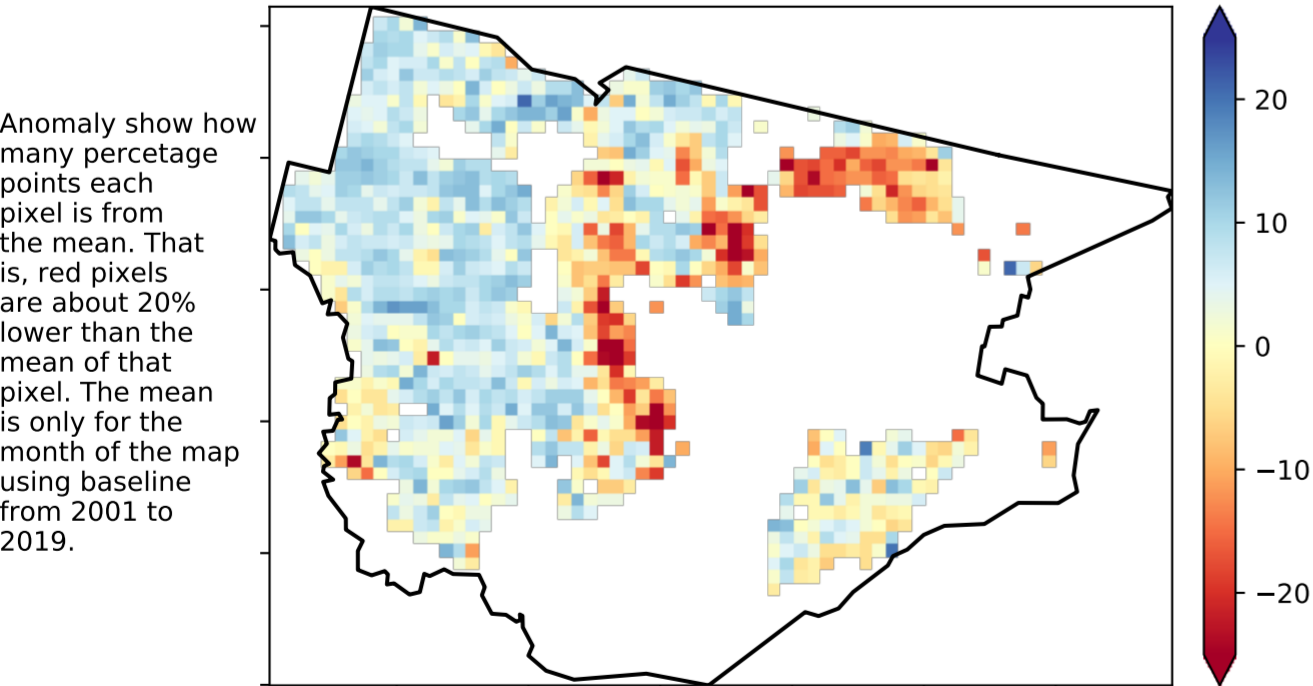 Anomaly show how
many percetage
points each
pixel is from
the mean. That
is, red pixels
are about 20%
lower than the
mean of that
pixel. The mean
is only for the
month of the map
using baseline
from 2001 to
2019.
20
10
0
−10
−20